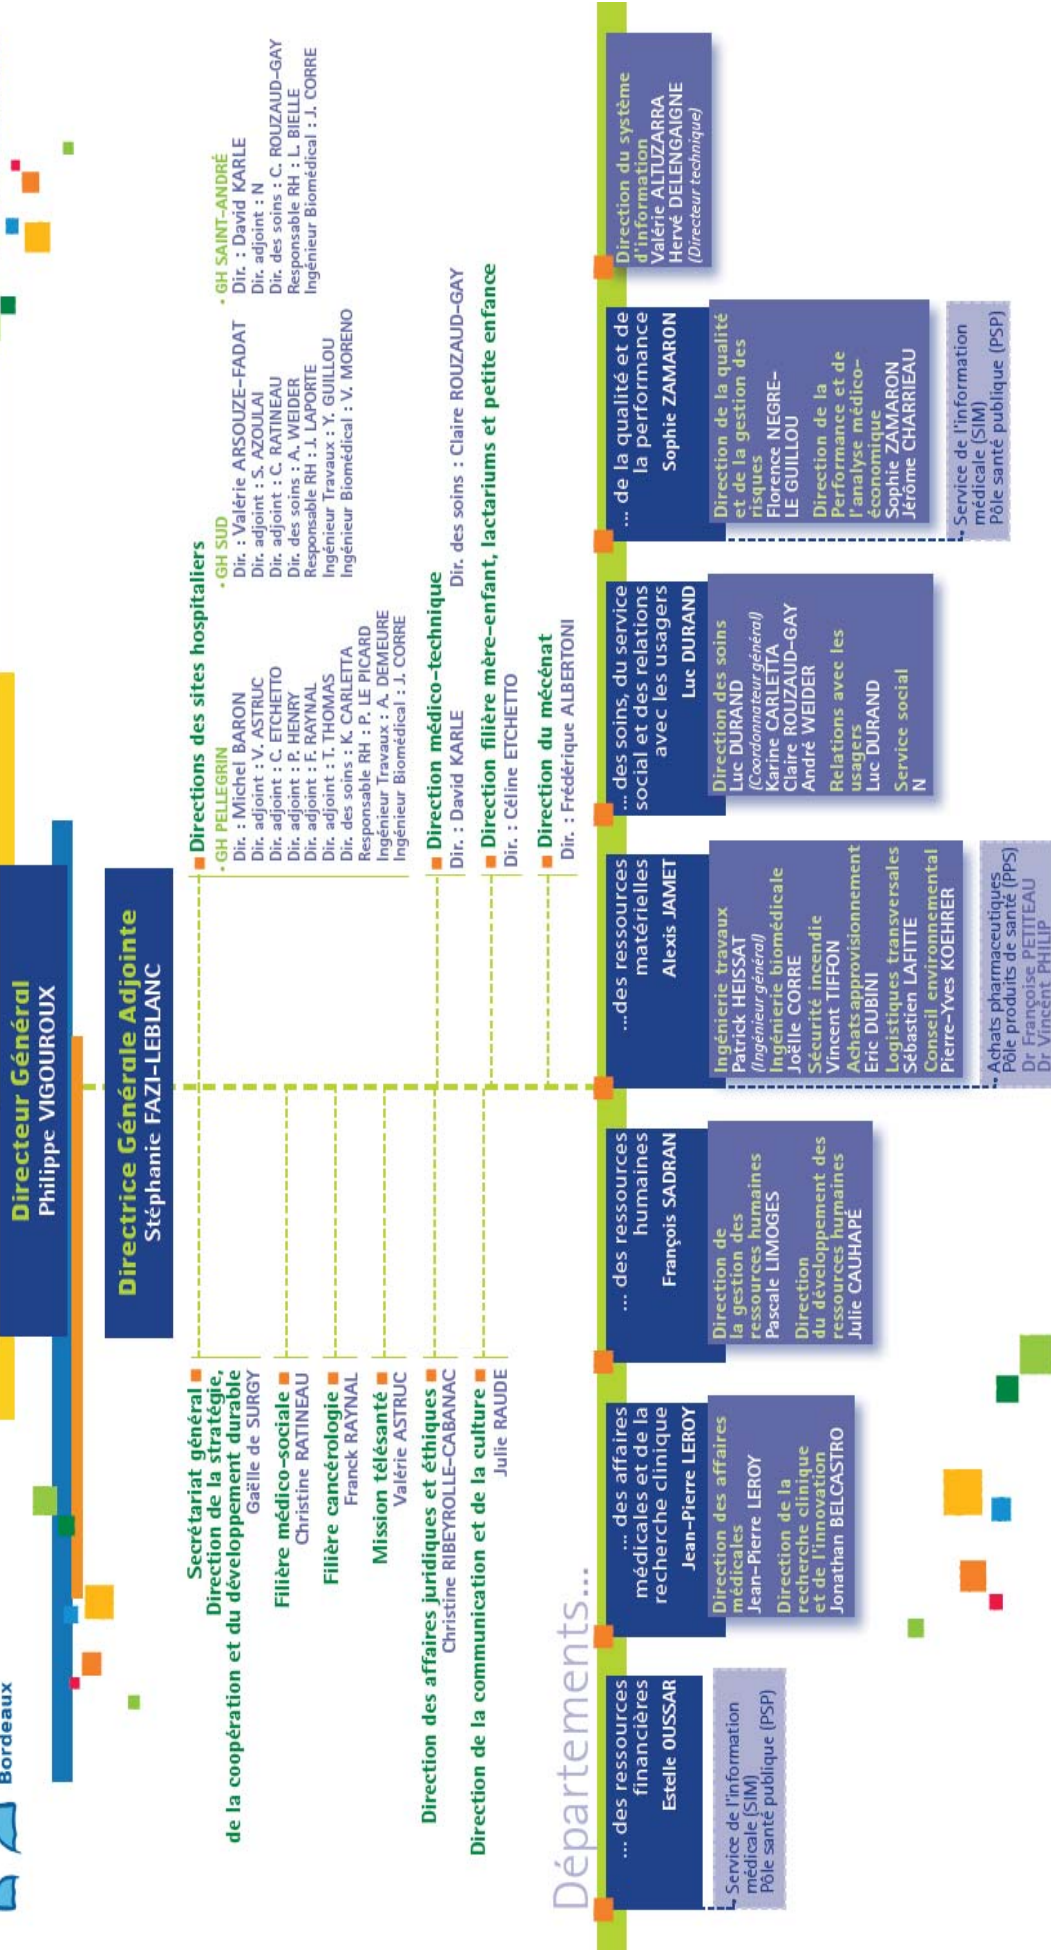 Bordeaux
Directeur Général
Philippe VIGOUROUX
Directrice Générale Adjointe
Stéphanie FAZI-LEBLANC
Secrétariat général
Direction de la stratégie,
de la coopération et du développement durable
Gaëlle de SURGY
Filière médico-sociale
Christine RATINEAU
Filière cancérologie
Franck RAYNAL
Mission télésanté
Valérie ASTRUC
Direction des affaires juridiques et éthiques
Christine RIBEYROLLE-CABANAC
Direction de la communication et de la culture
Julie RAUDE
Directions des sites hospitaliers
• GH PELLEGRIN
Dir. : Michel BARON
Dir. adjoint : V. ASTRUC
Dir. adjoint : C. ETCHETTO
Dir. adjoint : P. HENRY
Dir. adjoint : F. RAYNAL
Dir. adjoint : T. THOMAS
Dir. des soins : K. CARLETTA
Responsable RH : P. LE PICARD
Ingénieur Travaux : A. DEMEURE
Ingénieur Biomédical : J. CORRE
• GH SUD
Dir. : Valérie ARSOUZE-FADAT
Dir. adjoint : S. AZOULAI
Dir. adjoint : C. RATINEAU
Dir. des soins : A. WEIDER
Responsable RH : J. LAPORTE
Ingénieur Travaux : Y. GUILLOU
Ingénieur Biomédical : V. MORENO
• GH SAINT-ANDRÉ
Dir. : David KARLE
Dir. adjoint : N
Dir. des soins : C. ROUZAUD-GAY
Responsable RH : L. BIELLE
Ingénieur Biomédical : J. CORRE
Direction médico-technique
Dir. : David KARLE
Dir. des soins : Claire ROUZAUD-GAY
Direction filière mère-enfant, lactariums et petite enfance
Dir. : Céline ETCHETTO
Direction du mécénat
Dir. : Frédérique ALBERTONI
Départements...
... des ressources
financières
Estelle OUSSAR
• Service de l'information
médicale (SIM)
Pôle santé publique (PSP)
... des affaires
médicales et de la
recherche clinique
Jean-Pierre LEROY
Direction des affaires
médicales
Jean-Pierre LEROY
Direction de la
recherche clinique
et de l'innovation
Jonathan BELCASTRO
... des ressources
humaines
François SADRAN
Direction de
la gestion des
ressources humaines
Pascale LIMOGES
Direction
du développement des
ressources humaines
Julie CAUHAPÉ
...des ressources
matérielles
Alexis JAMET
Ingénierie travaux
Patrick HEISSAT
(Ingénieur général)
Ingénierie biomédicale
Joëlle CORRE
Sécurité incendie
Vincent TIFFON
Achats approvisionnement
Eric DUBINI
Logistiques transversales
Sébastien LAFITTE
Conseil environnemental
Pierre-Yves KOEHRER
• Achats pharmaceutiques
Pôle produits de santé (PPS)
Dr Françoise PETITEAU
Dr Vincent PHILIP
... des soins, du service
social et des relations
avec les usagers
Luc DURAND
Direction des soins
Luc DURAND
(Coordonnateur général)
Karine CARLETTA
Claire ROUZAUD-GAY
André WEIDER
Relations avec les
usagers
Luc DURAND
Service social
N
... de la qualité et de
la performance
Sophie ZAMARON
Direction de la qualité
et de la gestion des
risques
Florence NEGRE-
LE GUILLOU
Direction de la
Performance et de
l'analyse médico-
économique
Sophie ZAMARON
Jérôme CHARRIEAU
• Service de l'information
médicale (SIM)
Pôle santé publique (PSP)
Direction du système
d'information
Valérie ALTUZARRA
Hervé DELENGAIGNE
(Directeur technique)